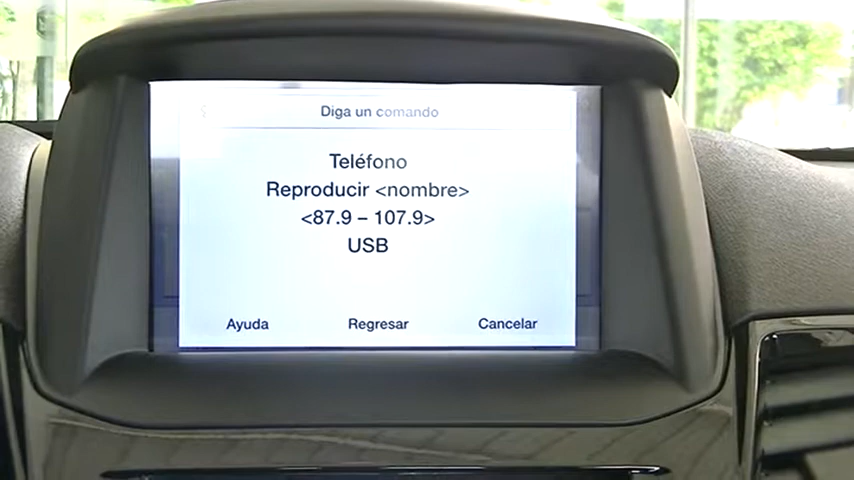 Diga un comando
Teléfono
Reproducir <nombre>
<87.9 – 107.9>
USB
Ayuda Regresar Cancelar